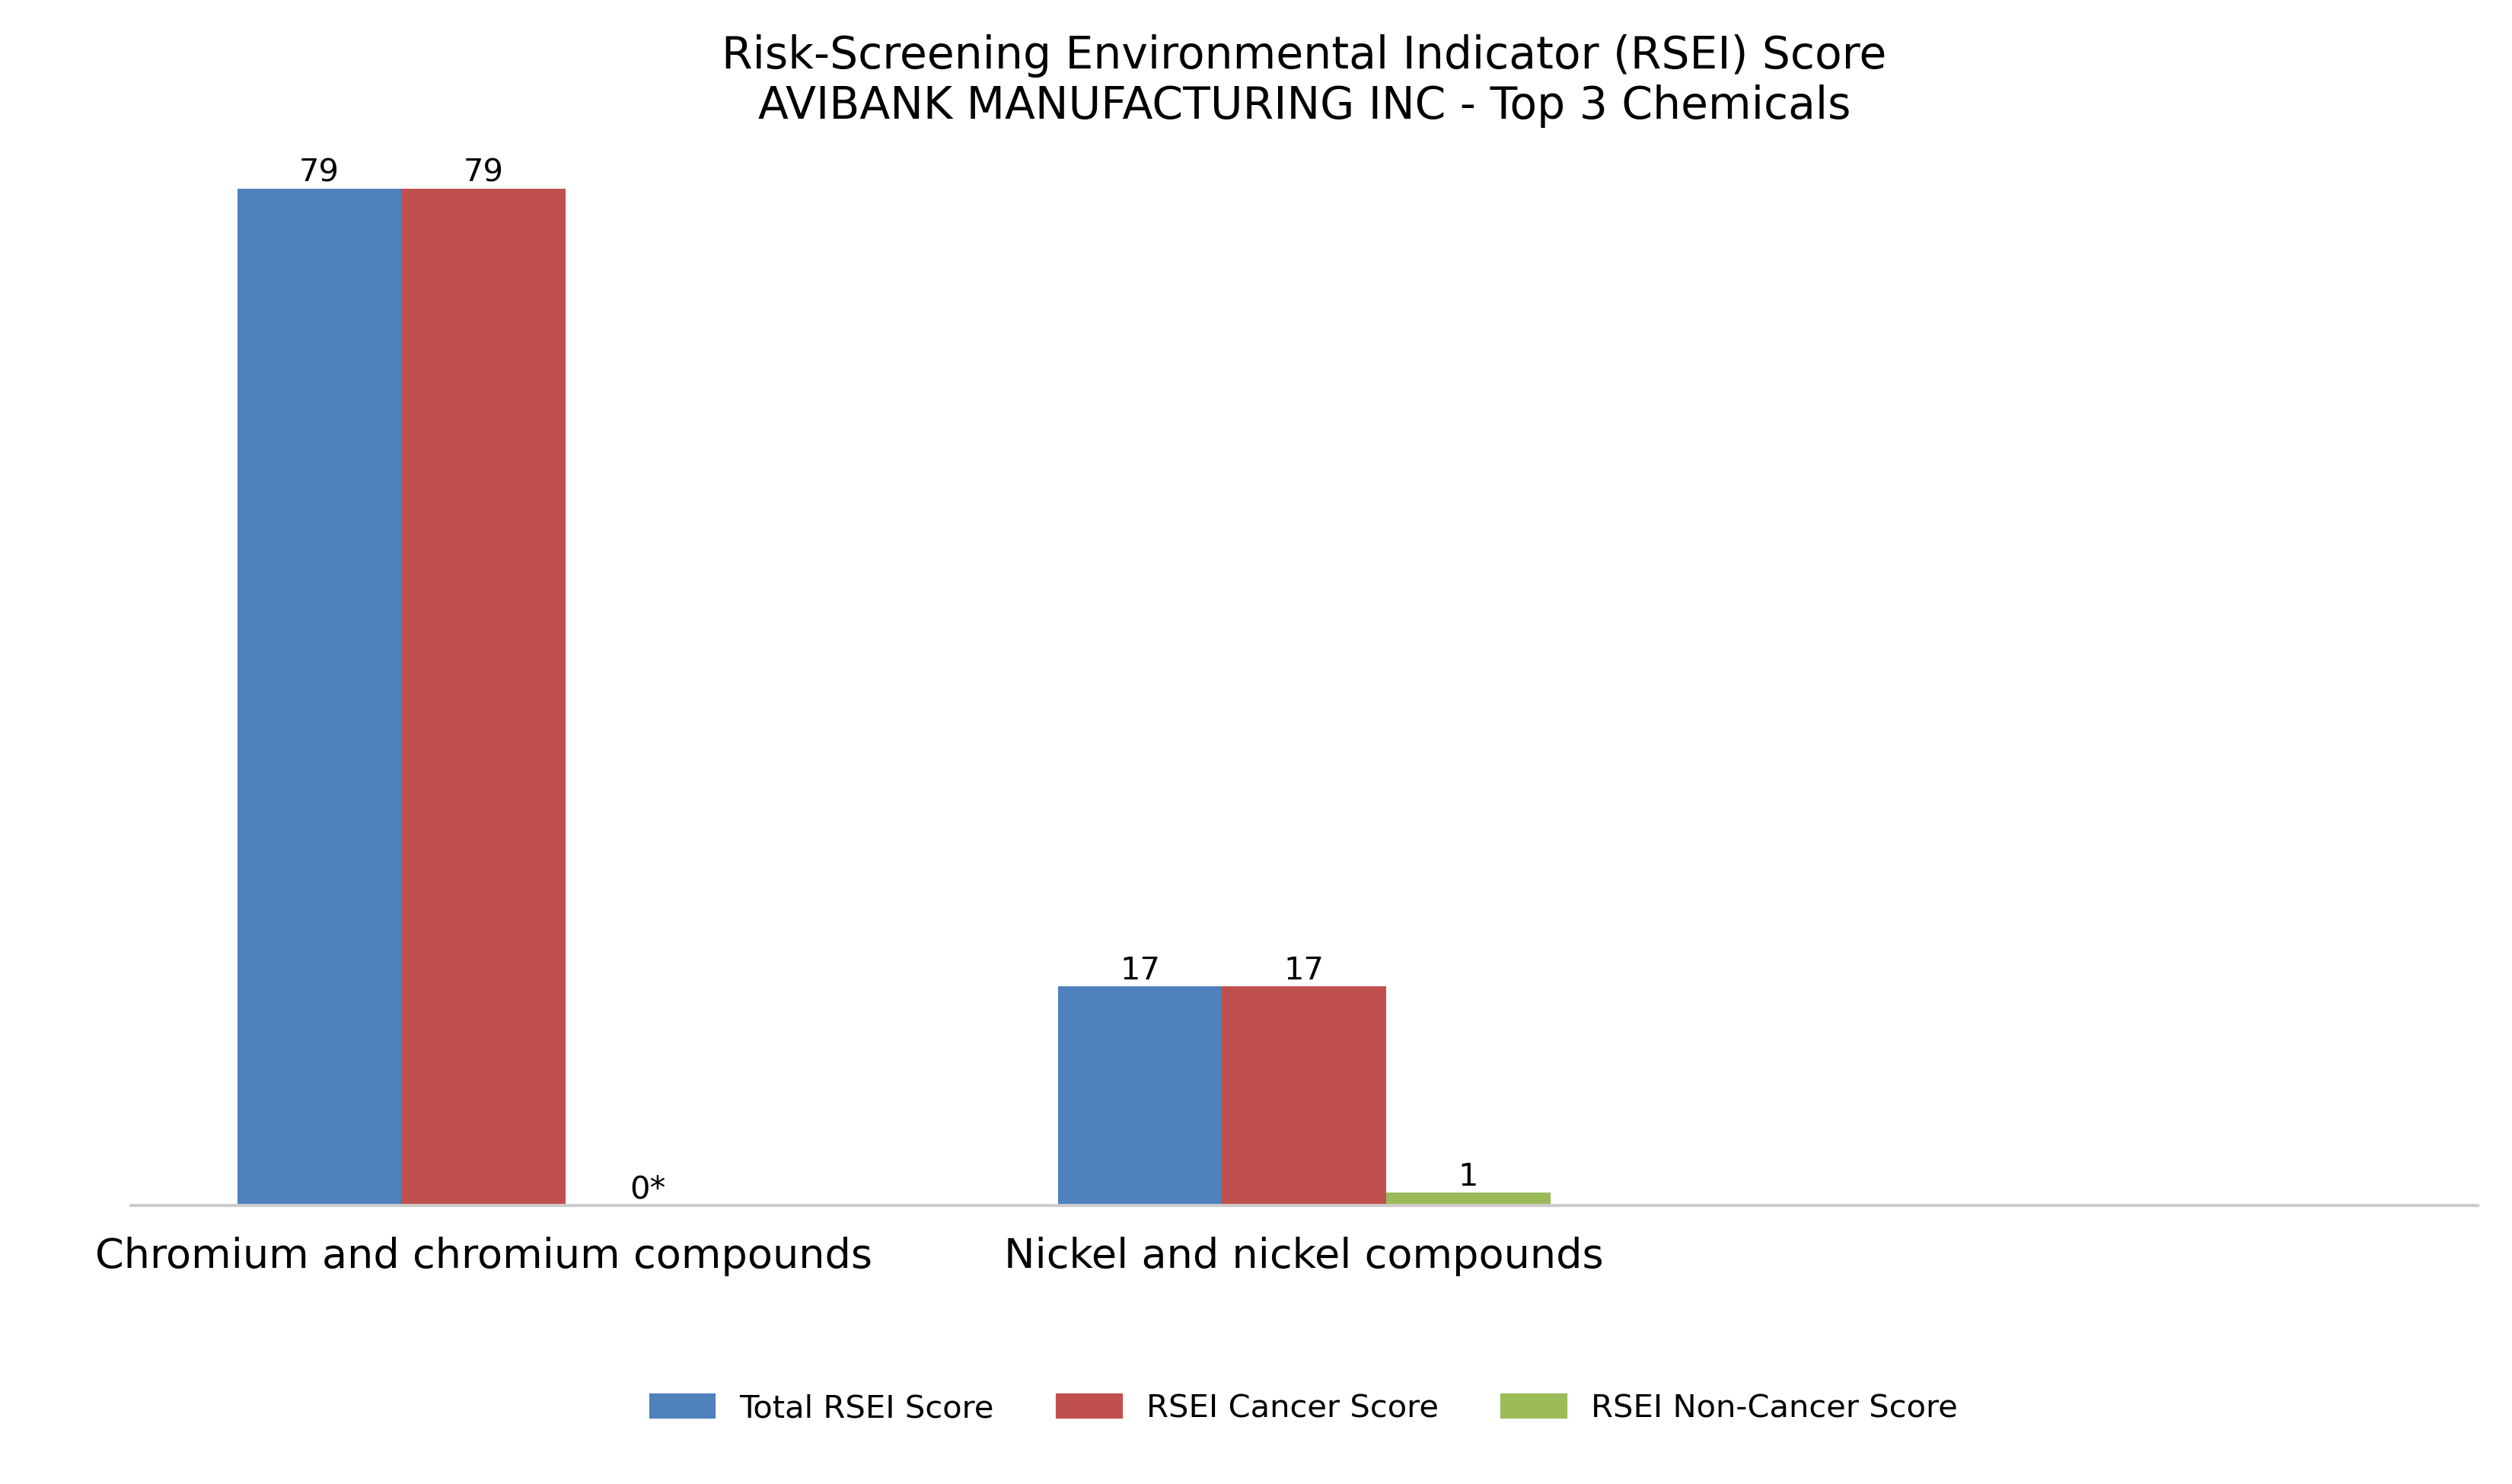 Risk-Screening Environmental Indicator (RSEI) Score
AVIBANK MANUFACTURING INC - Top 3 Chemicals
79
79
0*
17
17
1
Chromium and chromium compounds
Nickel and nickel compounds
Total RSEI Score
RSEI Cancer Score
RSEI Non-Cancer Score